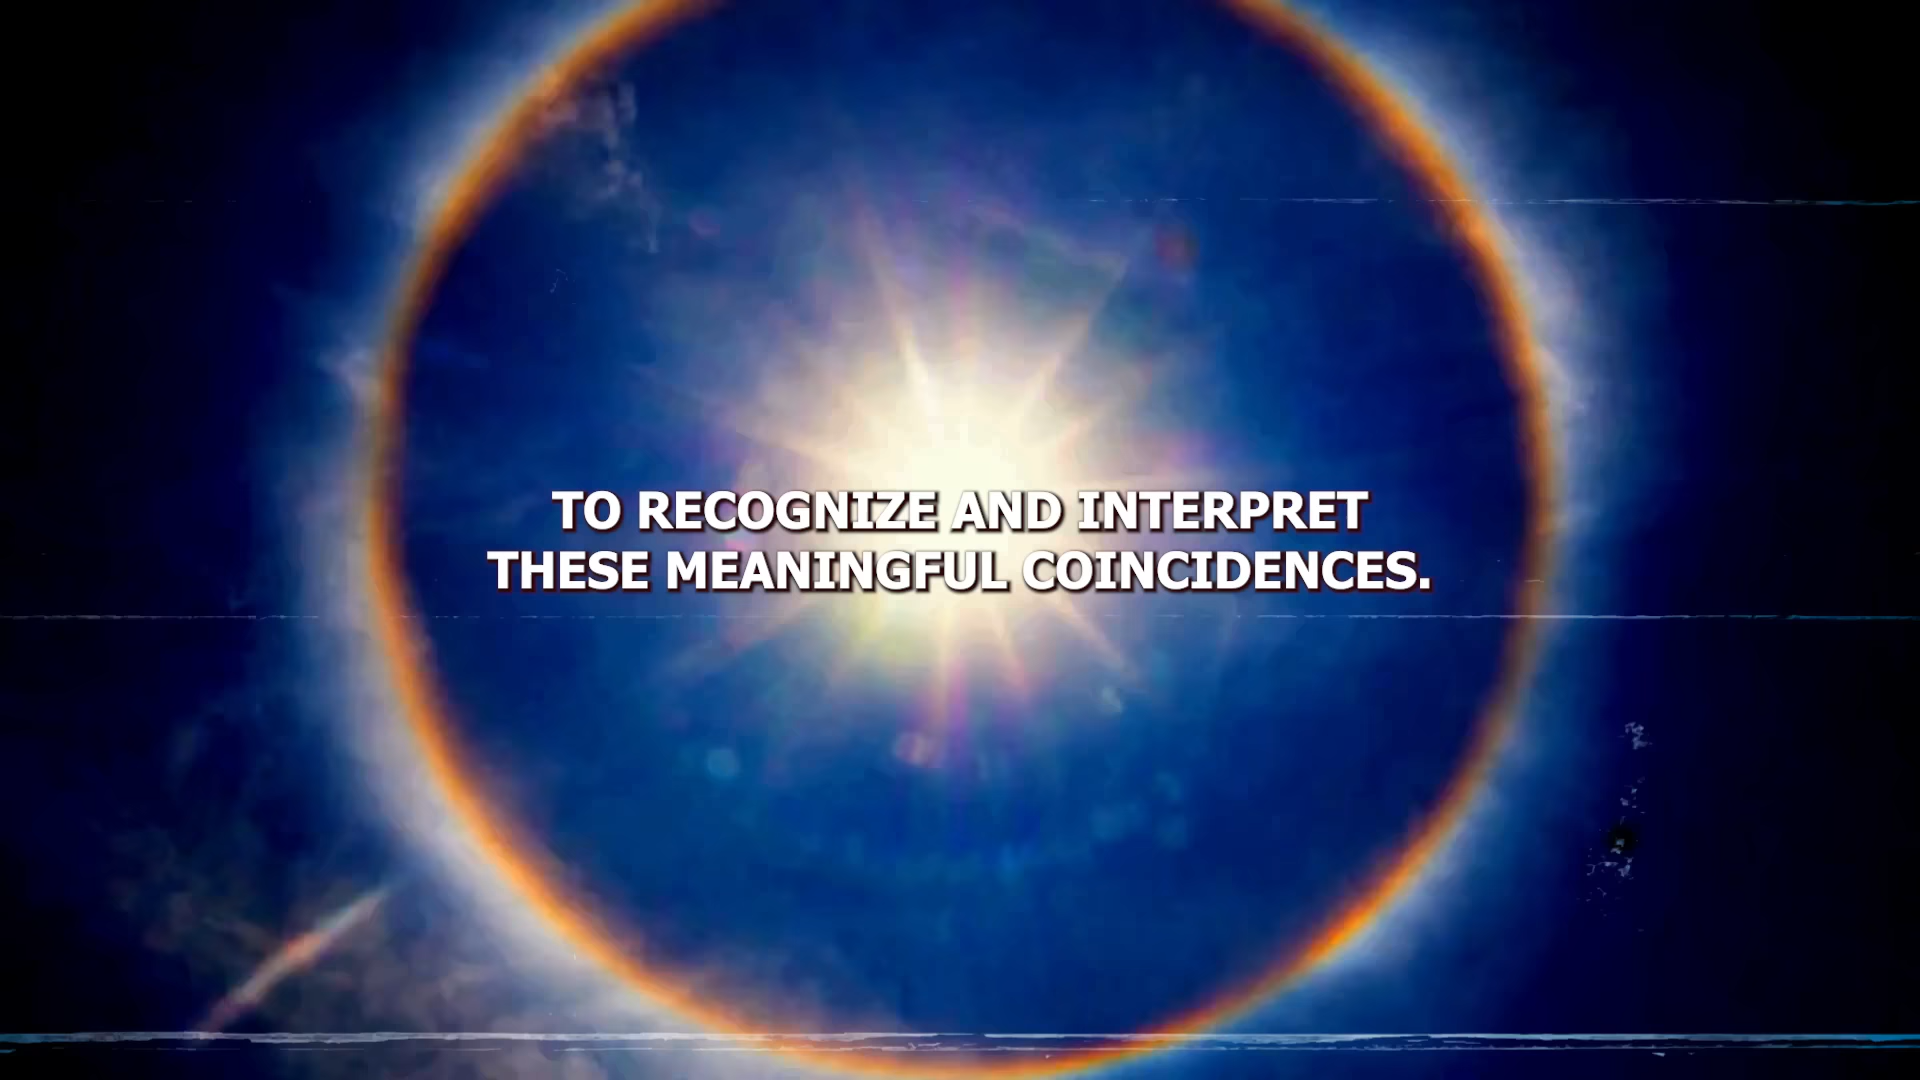 TO RECOGNIZE AND INTERPRET
THESE MEANINGFUL COINCIDENCES.